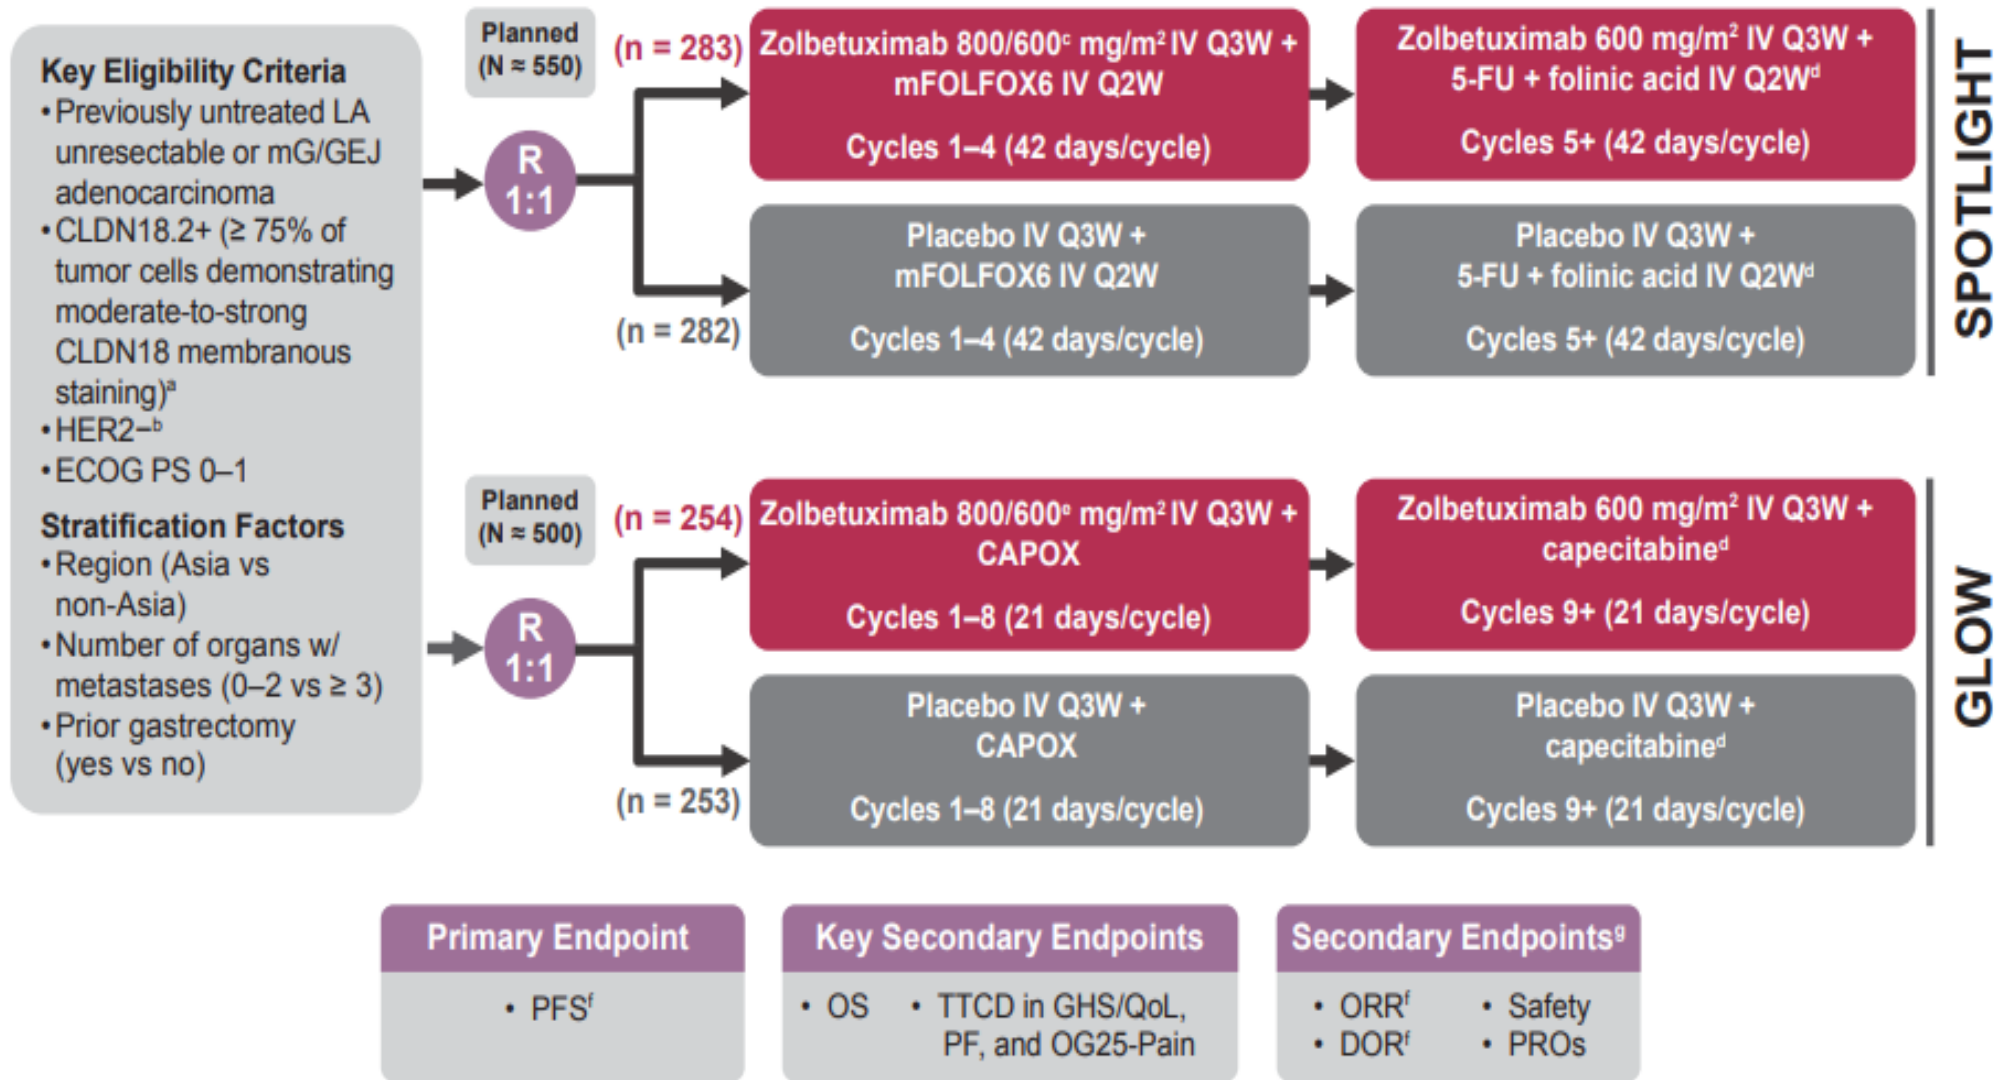 Key Eligibility Criteria
• Previously untreated LA
unresectable or mG/GEJ
adenocarcinoma
• CLDN18.2+ (≥ 75% of
tumor cells demonstrating
moderate-to-strong
CLDN18 membranous
staining)ᵃ
• HER2–ᵇ
• ECOG PS 0–1
Stratification Factors
• Region (Asia vs
non-Asia)
• Number of organs w/
metastases (0–2 vs ≥ 3)
• Prior gastrectomy
(yes vs no)
Planned
(N ≈ 550)
R
1:1
(n = 283)
Zolbetuximab 800/600ᶜ mg/m² IV Q3W +
mFOLFOX6 IV Q2W
Cycles 1–4 (42 days/cycle)
Zolbetuximab 600 mg/m² IV Q3W +
5-FU + folinic acid IV Q2Wᵈ
Cycles 5+ (42 days/cycle)
(n = 282)
Placebo IV Q3W +
mFOLFOX6 IV Q2W
Cycles 1–4 (42 days/cycle)
Placebo IV Q3W +
5-FU + folinic acid IV Q2Wᵈ
Cycles 5+ (42 days/cycle)
SPOTLIGHT
Planned
(N ≈ 500)
R
1:1
(n = 254)
Zolbetuximab 800/600ᵉ mg/m² IV Q3W +
CAPOX
Cycles 1–8 (21 days/cycle)
Zolbetuximab 600 mg/m² IV Q3W +
capecitabineᵈ
Cycles 9+ (21 days/cycle)
(n = 253)
Placebo IV Q3W +
CAPOX
Cycles 1–8 (21 days/cycle)
Placebo IV Q3W +
capecitabineᵈ
Cycles 9+ (21 days/cycle)
GLOW
Primary Endpoint
• PFSᶠ
Key Secondary Endpoints
• OS
• TTCD in GHS/QoL,
PF, and OG25-Pain
Secondary Endpointsᵍ
• ORRᶠ
• DORᶠ
• Safety
• PROs